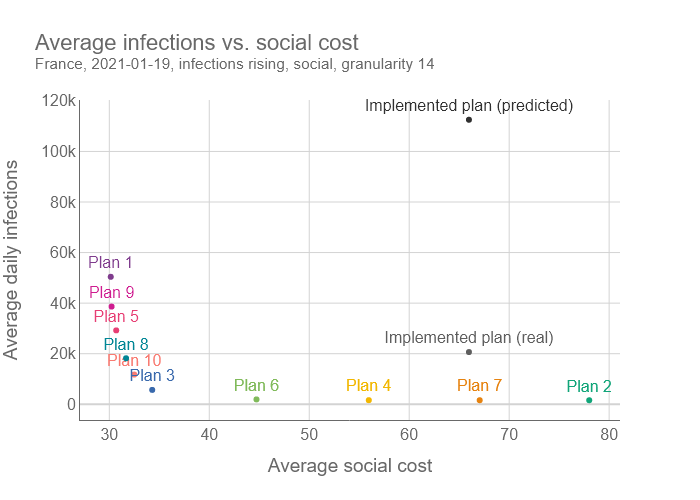 Average infections vs. social cost
France, 2021-01-19, infections rising, social, granularity 14
120k
100k
80k
60k
40k
20k
0
Average daily infections
Implemented plan (predicted)
Plan 1
Plan 9
Plan 5
Plan 8
Plan 10
Plan 3
Implemented plan (real)
Plan 6
Plan 4
Plan 7
Plan 2
30
40
50
60
70
80
Average social cost